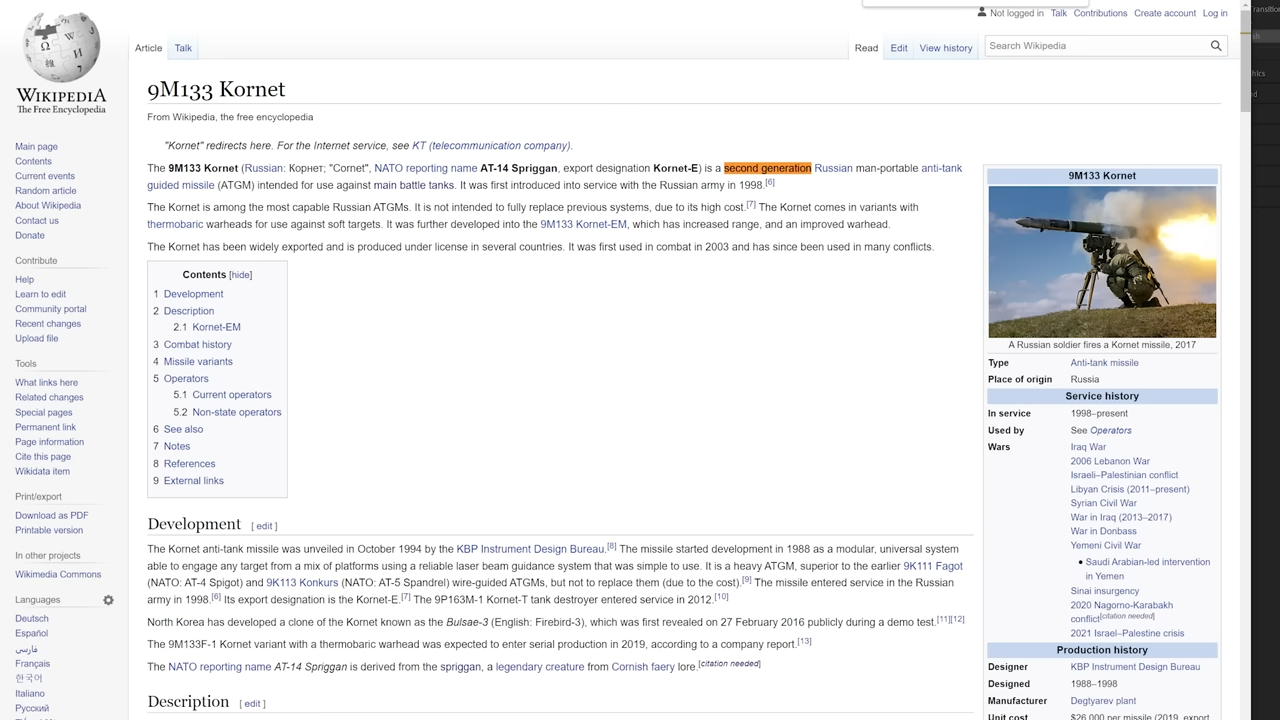 Not logged in Talk Contributions Create account Log in
Article Talk Read Edit View history Search Wikipedia
WIKIPEDIA
The Free Encyclopedia
Main page
Contents
Current events
Random article
About Wikipedia
Contact us
Donate
Contribute
Help
Learn to edit
Community portal
Recent changes
Upload file
Tools
What links here
Related changes
Special pages
Permanent link
Page information
Cite this page
Wikidata item
Print/export
Download as PDF
Printable version
In other projects
Wikimedia Commons
Languages
Deutsch
Español
فارسی
Français
한국어
Italiano
Русский
9M133 Kornet
From Wikipedia, the free encyclopedia
"Kornet" redirects here. For the Internet service, see KT (telecommunication company).
The 9M133 Kornet (Russian: Корнет; "Cornet", NATO reporting name AT-14 Spriggan, export designation Kornet-E) is a second generation Russian man-portable anti-tank
guided missile (ATGM) intended for use against main battle tanks. It was first introduced into service with the Russian army in 1998.[6]
The Kornet is among the most capable Russian ATGMs. It is not intended to fully replace previous systems, due to its high cost.[7] The Kornet comes in variants with
thermobaric warheads for use against soft targets. It was further developed into the 9M133 Kornet-EM, which has increased range, and an improved warhead.
The Kornet has been widely exported and is produced under license in several countries. It was first used in combat in 2003 and has since been used in many conflicts.
Contents [hide]
1 Development
2 Description
2.1 Kornet-EM
3 Combat history
4 Missile variants
5 Operators
5.1 Current operators
5.2 Non-state operators
6 See also
7 Notes
8 References
9 External links
Development [ edit ]
The Kornet anti-tank missile was unveiled in October 1994 by the KBP Instrument Design Bureau.[8] The missile started development in 1988 as a modular, universal system
able to engage any target from a mix of platforms using a reliable laser beam guidance system that was simple to use. It is a heavy ATGM, superior to the earlier 9K111 Fagot
(NATO: AT-4 Spigot) and 9K113 Konkurs (NATO: AT-5 Spandrel) wire-guided ATGMs, but not to replace them (due to the cost).[9] The missile entered service in the Russian
army in 1998.[6] Its export designation is the Kornet-E.[7] The 9P163M-1 Kornet-T tank destroyer entered service in 2012.[10]
North Korea has developed a clone of the Kornet known as the Bulsae-3 (English: Firebird-3), which was first revealed on 27 February 2016 publicly during a demo test.[11][12]
The 9M133F-1 Kornet variant with a thermobaric warhead was expected to enter serial production in 2019, according to a company report.[13]
The NATO reporting name AT-14 Spriggan is derived from the spriggan, a legendary creature from Cornish faery lore.[citation needed]
Description [ edit ]
9M133 Kornet
A Russian soldier fires a Kornet missile, 2017
Type Anti-tank missile
Place of origin Russia
Service history
In service 1998–present
Used by See Operators
Wars Iraq War
2006 Lebanon War
Israeli–Palestinian conflict
Libyan Crisis (2011–present)
Syrian Civil War
War in Iraq (2013–2017)
War in Donbass
Yemeni Civil War
• Saudi Arabian-led intervention
in Yemen
Sinai insurgency
2020 Nagorno-Karabakh
conflict[citation needed]
2021 Israel–Palestine crisis
Production history
Designer KBP Instrument Design Bureau
Designed 1988–1998
Manufacturer Degtyarev plant
Unit cost $26,000 per missile (2019, export